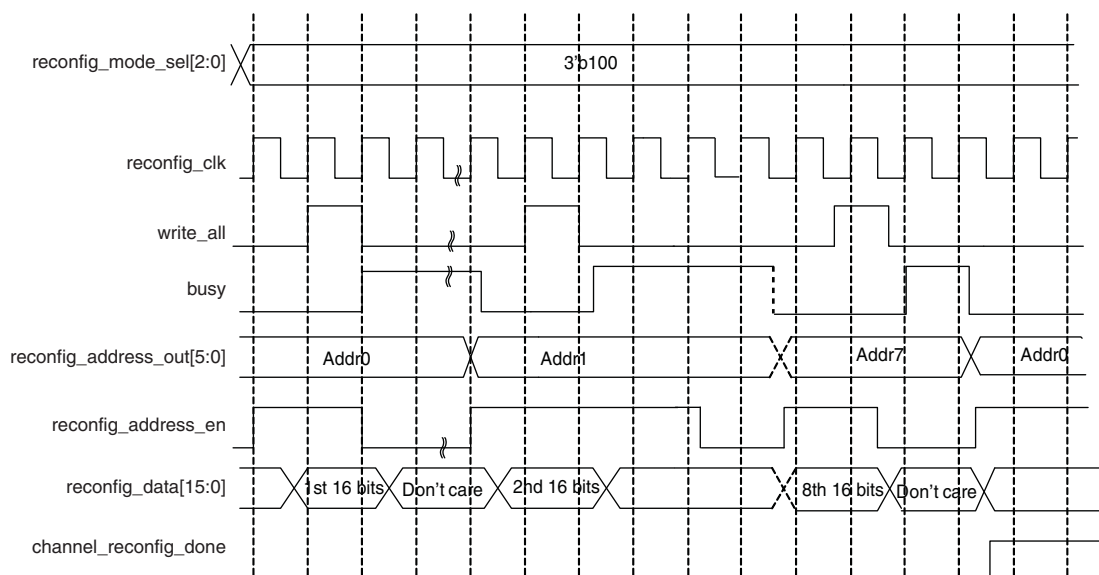 reconfig_mode_sel[2:0]
3'b100
reconfig_clk
write_all
busy
reconfig_address_out[5:0]
Addr0
Addr1
Addr7
Addr0
reconfig_address_en
reconfig_data[15:0]
1st 16 bits
Don't care
2nd 16 bits
8th 16 bits
Don't care
channel_reconfig_done